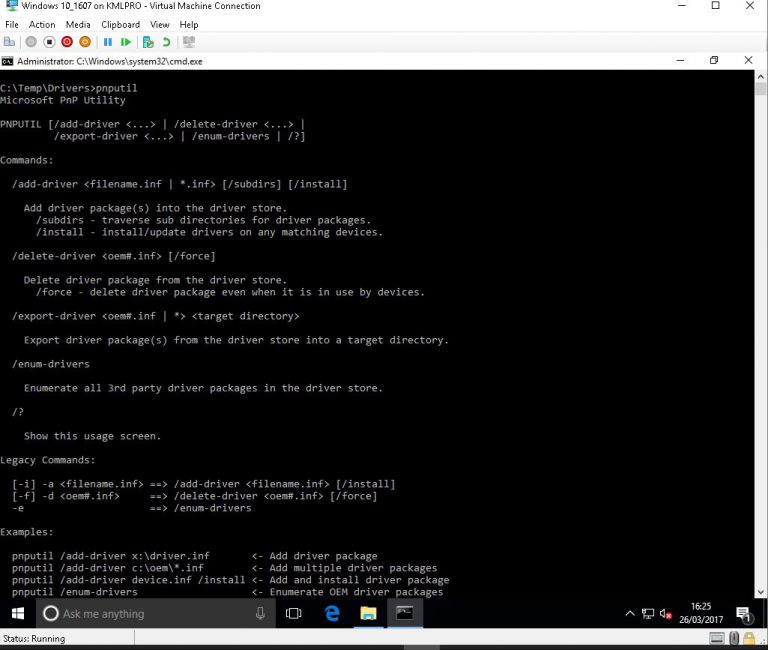 Windows 10_1607 on KMLPRO - Virtual Machine Connection
File Action Media Clipboard View Help
Administrator: C:\Windows\system32\cmd.exe
C:\Temp\Drivers>pnputil
Microsoft PnP Utility
PNPUTIL [/add-driver <...> | /delete-driver <...> |
/export-driver <...> | /enum-drivers | /?]
Commands:
/add-driver <filename.inf | *.inf> [/subdirs] [/install]
Add driver package(s) into the driver store.
/subdirs - traverse sub directories for driver packages.
/install - install/update drivers on any matching devices.
/delete-driver <oem#.inf> [/force]
Delete driver package from the driver store.
/force - delete driver package even when it is in use by devices.
/export-driver <oem#.inf | *> <target directory>
Export driver package(s) from the driver store into a target directory.
/enum-drivers
Enumerate all 3rd party driver packages in the driver store.
/?
Show this usage screen.
Legacy Commands:
[-i] -a <filename.inf> ==> /add-driver <filename.inf> [/install]
[-f] -d <oem#.inf> ==> /delete-driver <oem#.inf> [/force]
-e ==> /enum-drivers
Examples:
pnputil /add-driver x:\driver.inf <- Add driver package
pnputil /add-driver c:\oem\*.inf <- Add multiple driver packages
pnputil /add-driver device.inf /install <- Add and install driver package
pnputil /enum-drivers <- Enumerate OEM driver packages
Ask me anything
16:25
26/03/2017
1
Status: Running